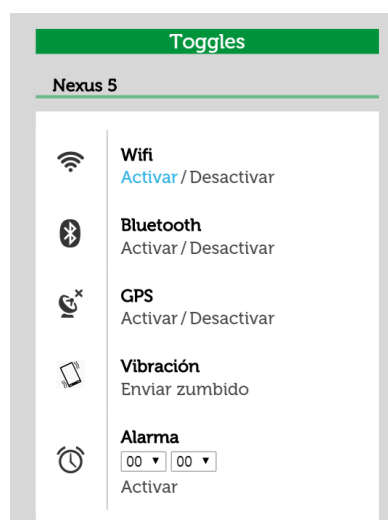 Toggles
Nexus 5
Wifi
Activar / Desactivar
Bluetooth
Activar / Desactivar
GPS
Activar / Desactivar
Vibración
Enviar zumbido
Alarma
00 00
Activar